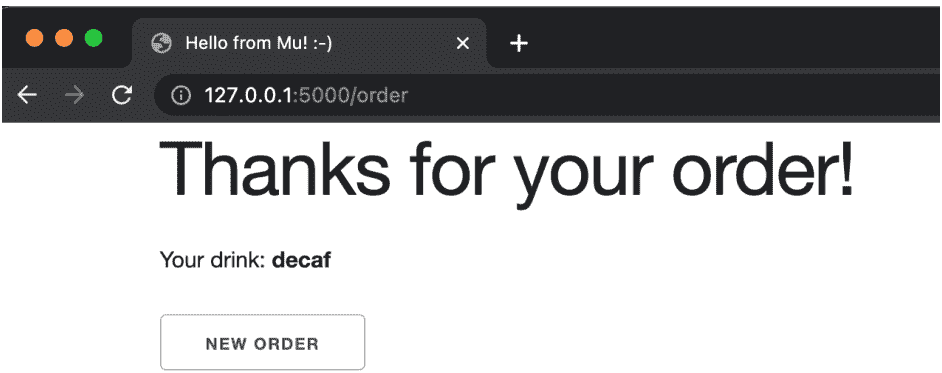 Hello from Mu! :-)
127.0.0.1:5000/order
Thanks for your order!
Your drink: decaf
NEW ORDER